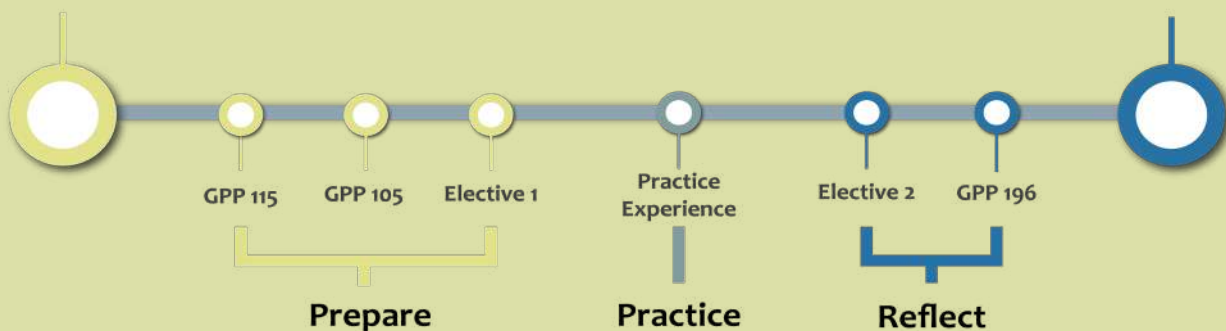 GPP 115
GPP 105
Elective 1
Practice
Experience
Elective 2
GPP 196
Prepare
Practice
Reflect